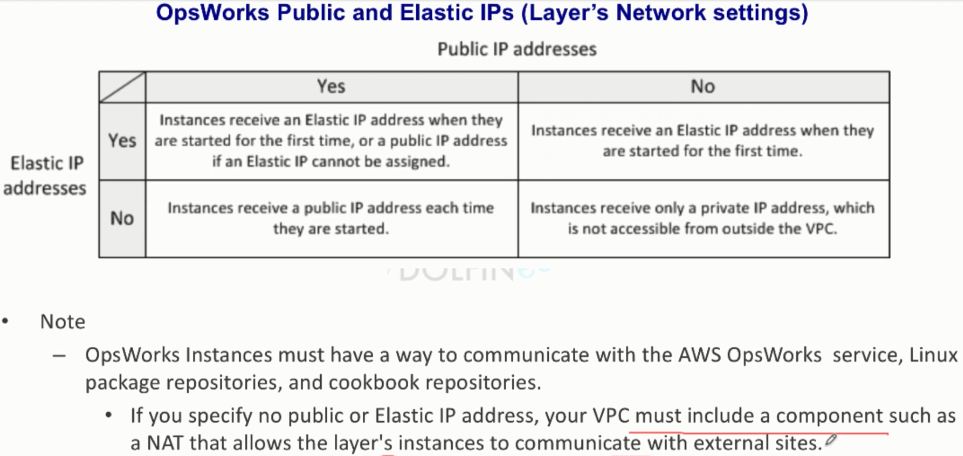 OpsWorks Public and Elastic IPs (Layer's Network settings)
Public IP addresses
Yes
No
Elastic IP
addresses
Yes
Instances receive an Elastic IP address when they
are started for the first time, or a public IP address
if an Elastic IP cannot be assigned.
Instances receive an Elastic IP address when they
are started for the first time.
No
Instances receive a public IP address each time
they are started.
Instances receive only a private IP address, which
is not accessible from outside the VPC.
• Note
– OpsWorks Instances must have a way to communicate with the AWS OpsWorks service, Linux
package repositories, and cookbook repositories.
• If you specify no public or Elastic IP address, your VPC must include a component such as
a NAT that allows the layer's instances to communicate with external sites.